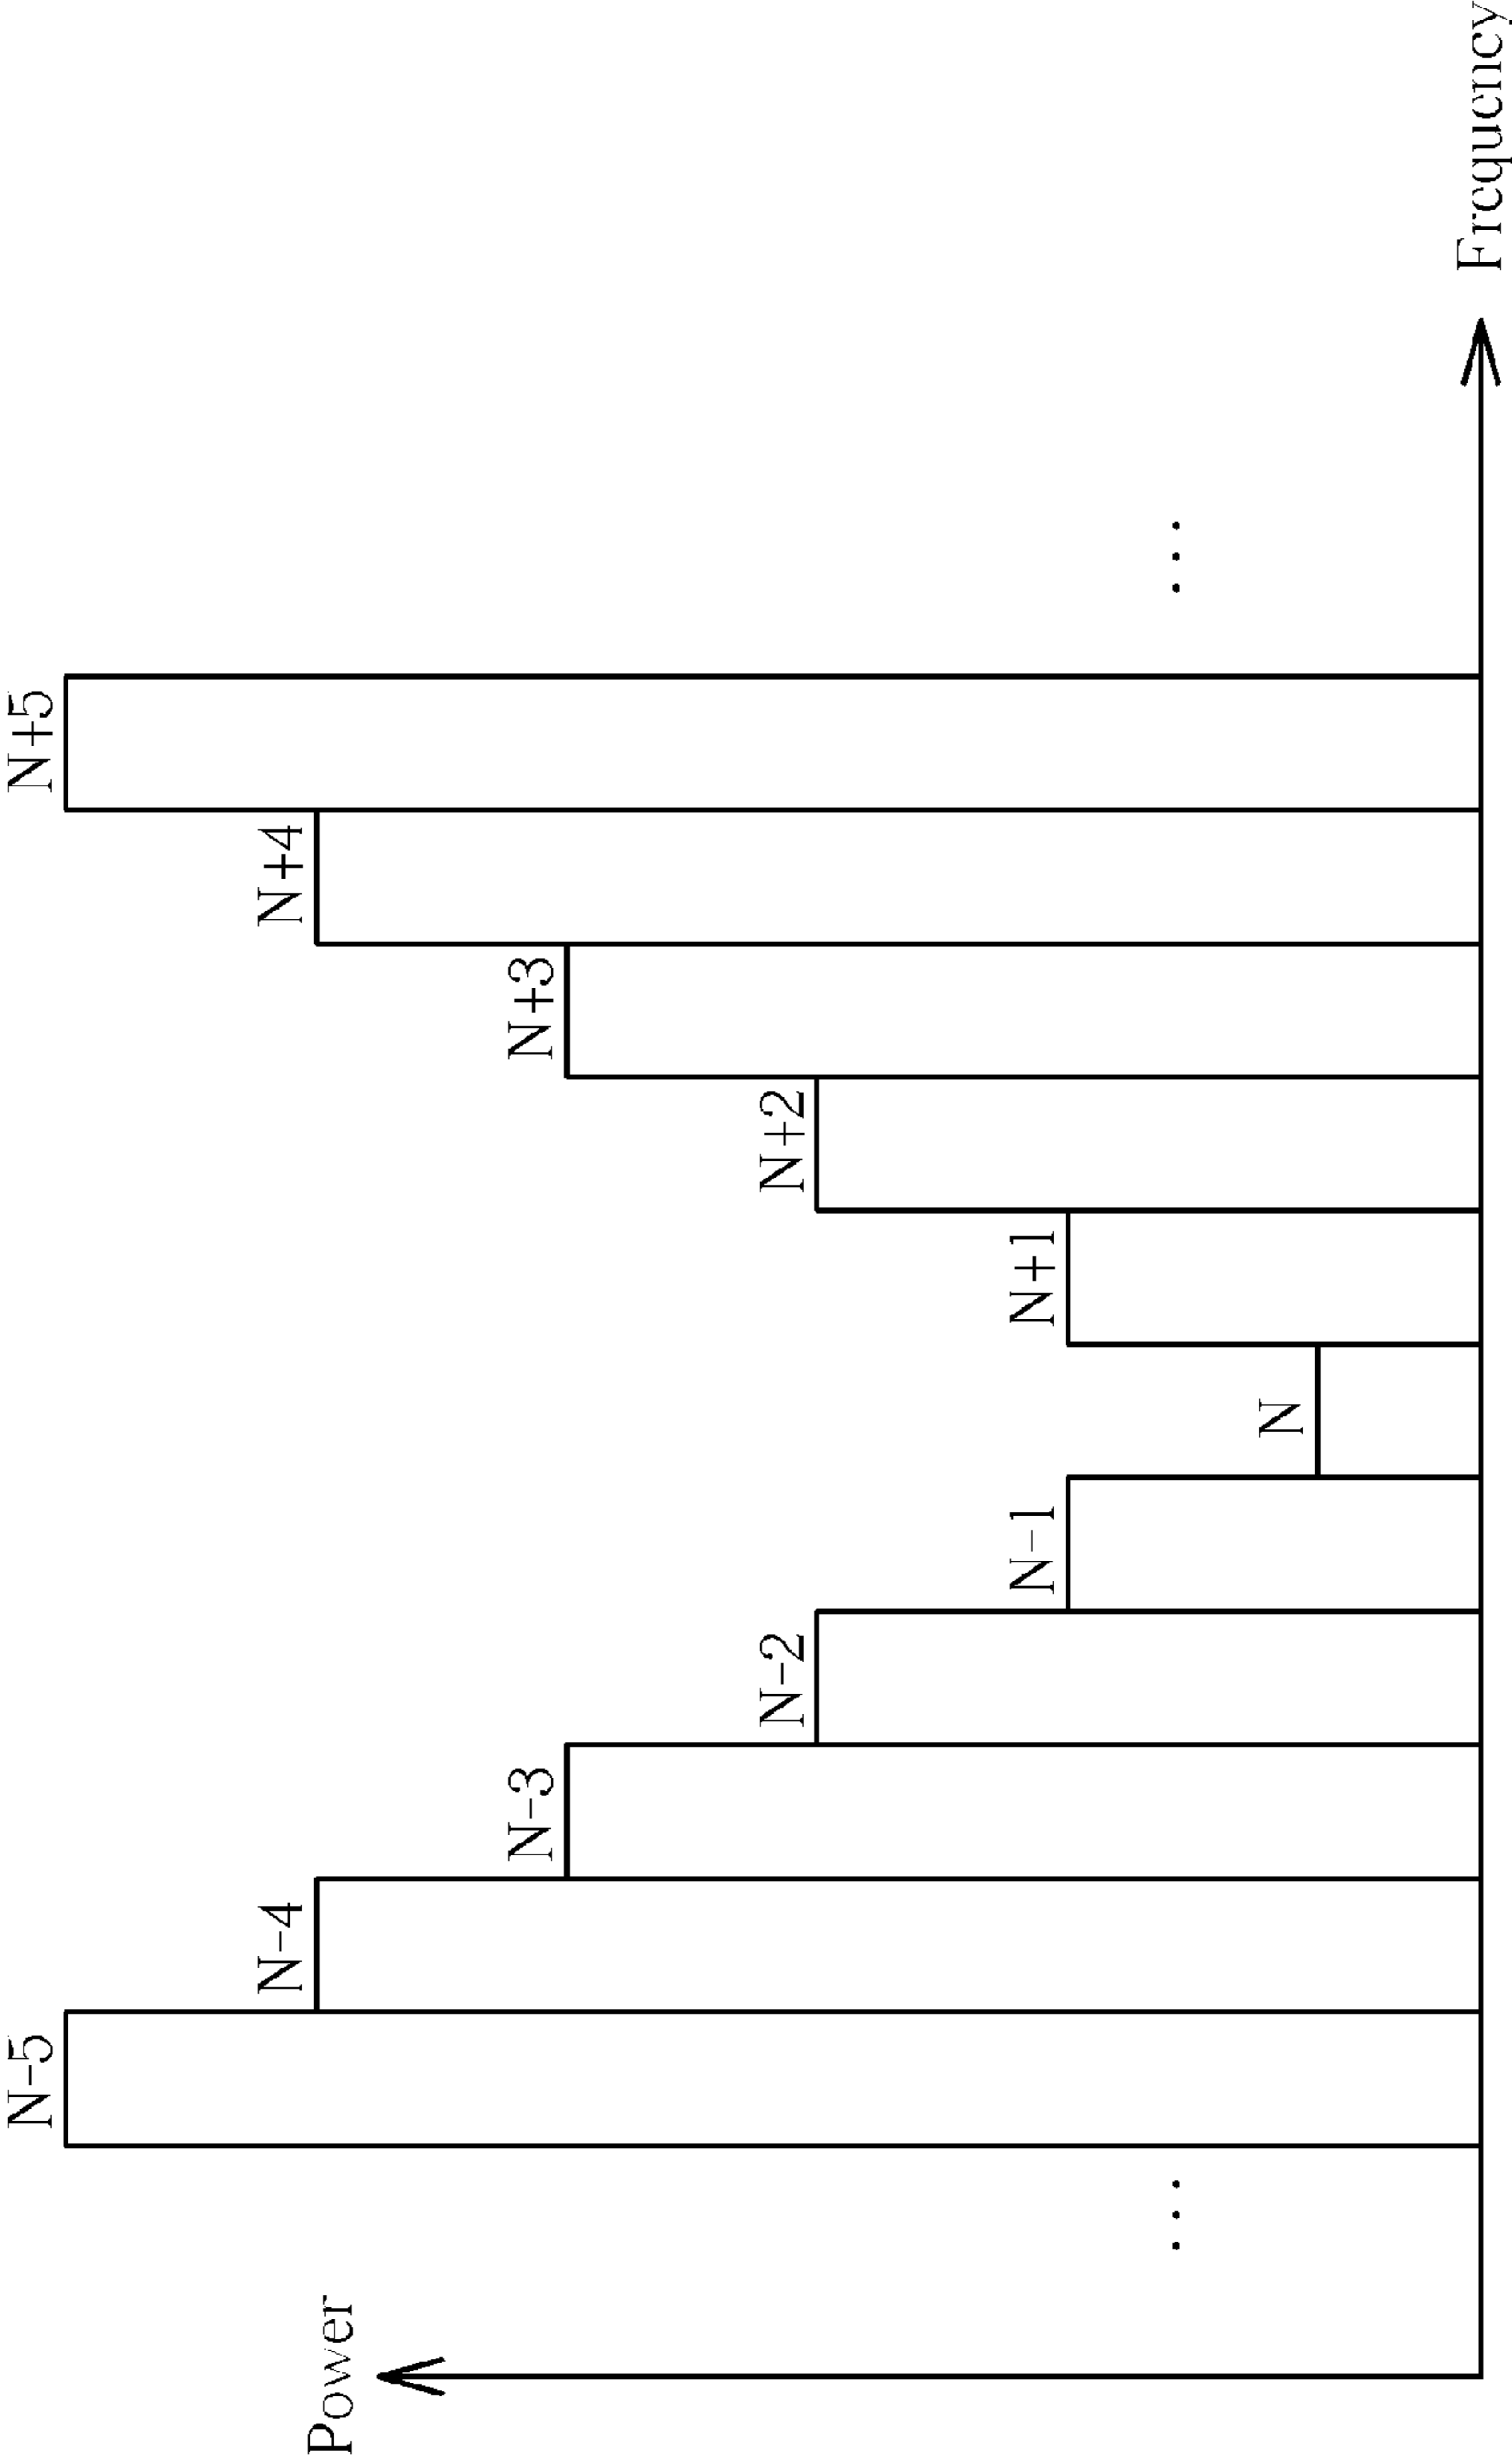 Power
...
N-5
N-4
N-3
N-2
N-1
N
N+1
N+2
N+3
N+4
N+5
...
Frequency